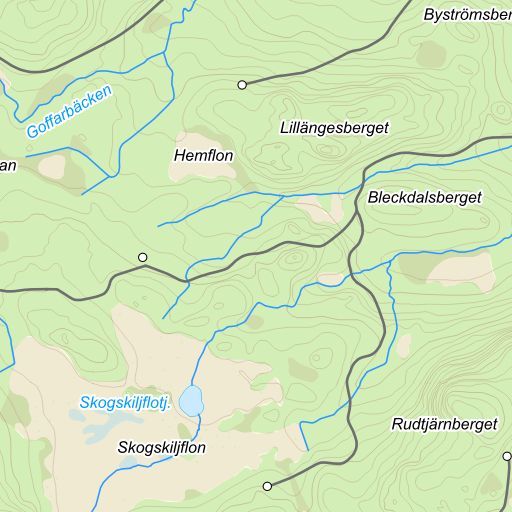 Byströmsber
Goffarbäcken
Lillängesberget
Hemflon
an
Bleckdalsberget
Skogskiljflotj.
Rudtjärnberget
Skogskiljflon